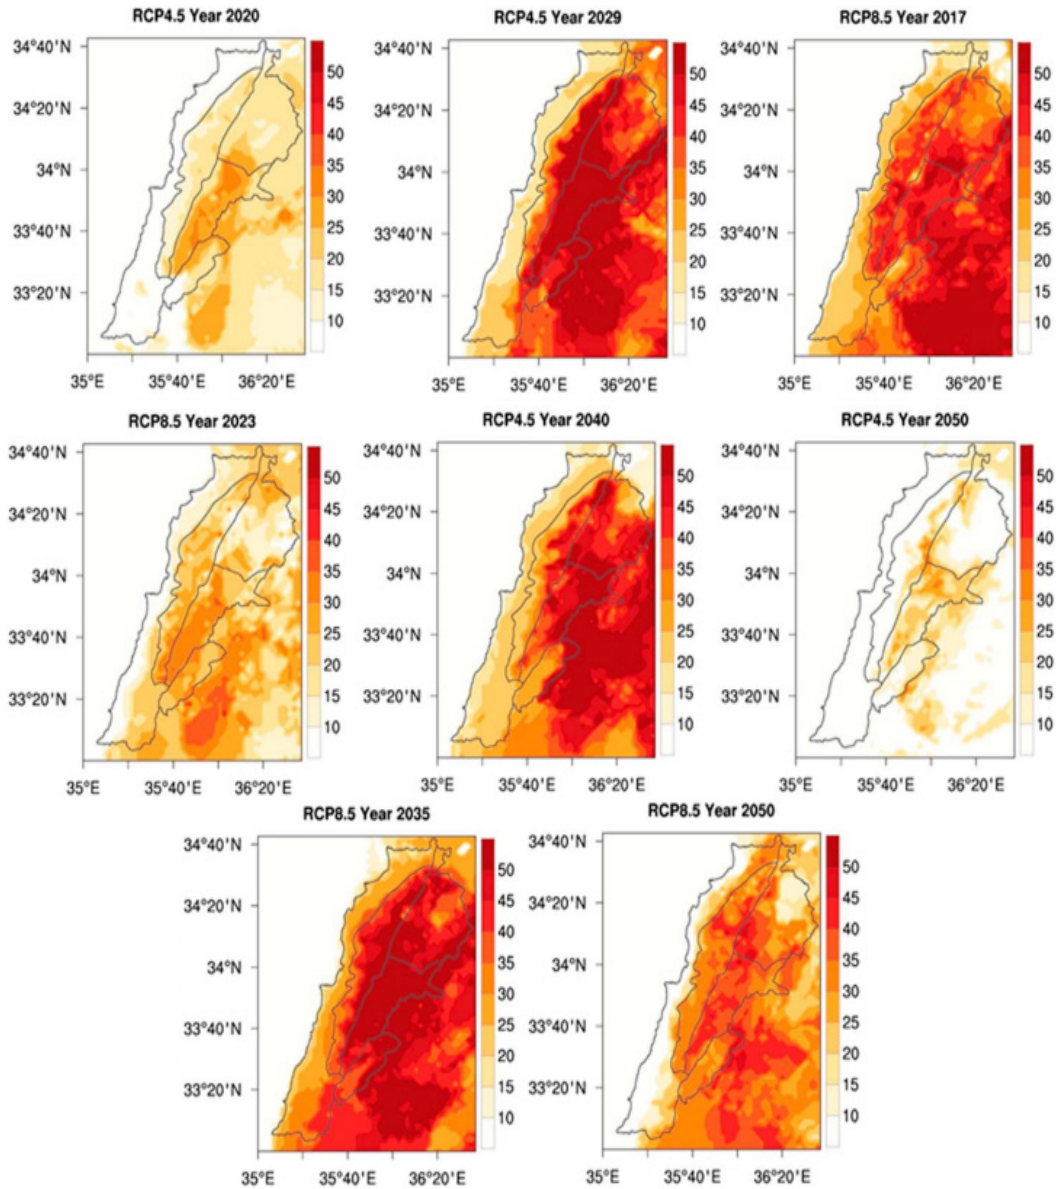 RCP4.5 Year 2020
34°40'N
34°20'N
34°N
33°40'N
33°20'N
35°E 35°40'E 36°20'E
50
45
40
35
30
25
20
15
10
RCP4.5 Year 2029
34°40'N
34°20'N
34°N
33°40'N
33°20'N
35°E 35°40'E 36°20'E
50
45
40
35
30
25
20
15
10
RCP8.5 Year 2017
34°40'N
34°20'N
34°N
33°40'N
33°20'N
35°E 35°40'E 36°20'E
50
45
40
35
30
25
20
15
10
RCP8.5 Year 2023
34°40'N
34°20'N
34°N
33°40'N
33°20'N
35°E 35°40'E 36°20'E
50
45
40
35
30
25
20
15
10
RCP4.5 Year 2040
34°40'N
34°20'N
34°N
33°40'N
33°20'N
35°E 35°40'E 36°20'E
50
45
40
35
30
25
20
15
10
RCP4.5 Year 2050
34°40'N
34°20'N
34°N
33°40'N
33°20'N
35°E 35°40'E 36°20'E
50
45
40
35
30
25
20
15
10
RCP8.5 Year 2035
34°40'N
34°20'N
34°N
33°40'N
33°20'N
35°E 35°40'E 36°20'E
50
45
40
35
30
25
20
15
10
RCP8.5 Year 2050
34°40'N
34°20'N
34°N
33°40'N
33°20'N
35°E 35°40'E 36°20'E
50
45
40
35
30
25
20
15
10